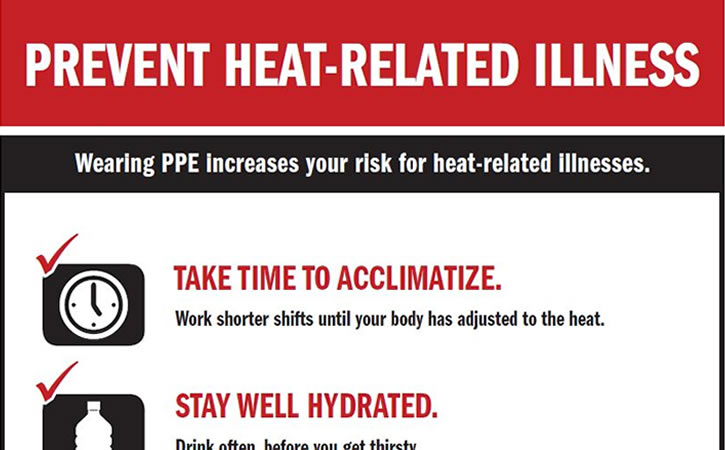 PREVENT HEAT-RELATED ILLNESS
Wearing PPE increases your risk for heat-related illnesses.
TAKE TIME TO ACCLIMATIZE.
Work shorter shifts until your body has adjusted to the heat.
STAY WELL HYDRATED.
Drink often, before you get thirsty.